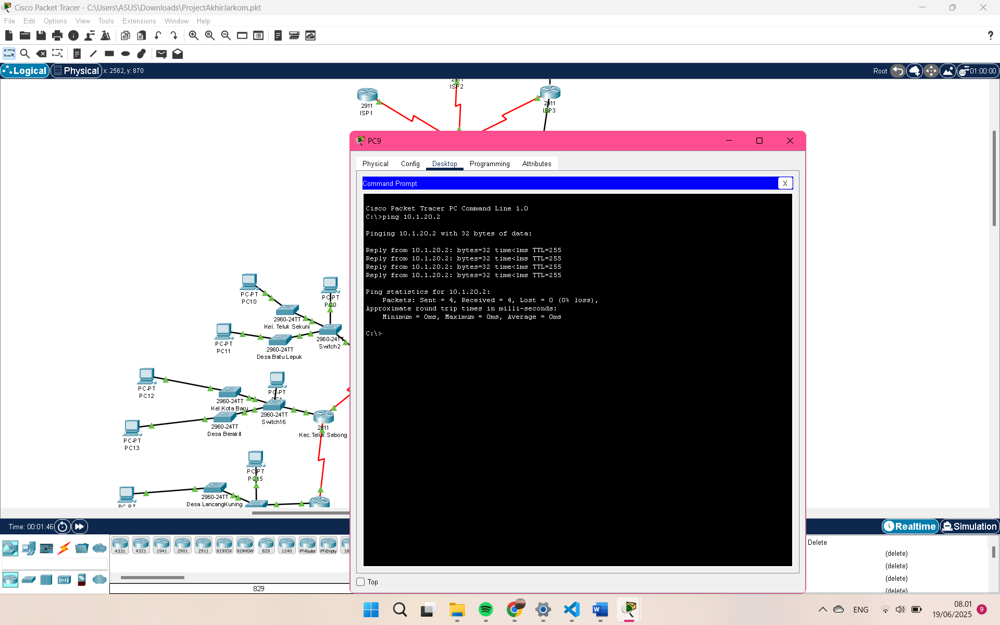 Cisco Packet Tracer - C:\Users\ASUS\Downloads\ProjectAkhirJarkom.pkt
File Edit Options View Tools Extensions Window Help
Logical Physical x: 2562, y: 870
Root 01:00:00
ISP2
2911
ISP1
2911
ISP3
PC9
Physical Config Desktop Programming Attributes
Command Prompt
X
Cisco Packet Tracer PC Command Line 1.0
C:\>ping 10.1.20.2
Pinging 10.1.20.2 with 32 bytes of data:
Reply from 10.1.20.2: bytes=32 time<1ms TTL=255
Reply from 10.1.20.2: bytes=32 time<1ms TTL=255
Reply from 10.1.20.2: bytes=32 time<1ms TTL=255
Reply from 10.1.20.2: bytes=32 time<1ms TTL=255
Ping statistics for 10.1.20.2:
Packets: Sent = 4, Received = 4, Lost = 0 (0% loss),
Approximate round trip times in milli-seconds:
Minimum = 0ms, Maximum = 0ms, Average = 0ms
C:\>
Top
PC-PT
PC10
PC-PT
PC0
2960-24TT
Kel. Teluk Sekuni
PC-PT
PC11
2960-24TT
Desa Batu Lepuk
2960-24TT
Switch2
PC-PT
PC12
PC-PT
PC1
2960-24TT
Kel.Kota Baru
2960-24TT
Switch16
2960-24TT
Desa Berakit
2811
Kec.Teluk Sebong
PC-PT
PC13
PC-PT
PC15
2960-24TT
Desa LancangKuning
PC-PT
Time: 00:01:46
Realtime Simulation
4331 4321 1941 2901 2911 819IOX 819HGW 829 1240 PT-Router PT-Empty 18
829
Delete
(delete)
(delete)
(delete)
(delete)
ENG
08.01
19/06/2025
9